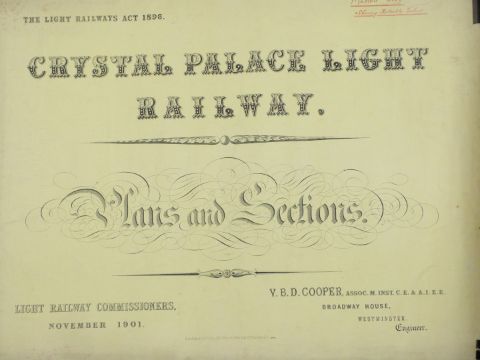 THE LIGHT RAILWAYS ACT 1896.
CRYSTAL PALACE LIGHT
RAILWAY.
Plans and Sections.
LIGHT RAILWAY COMMISSIONERS,
NOVEMBER 1901.
V. B. D. COOPER, ASSOC. M. INST. C. E. & A. I. E. E.
BROADWAY HOUSE,
WESTMINSTER.
Engineer.